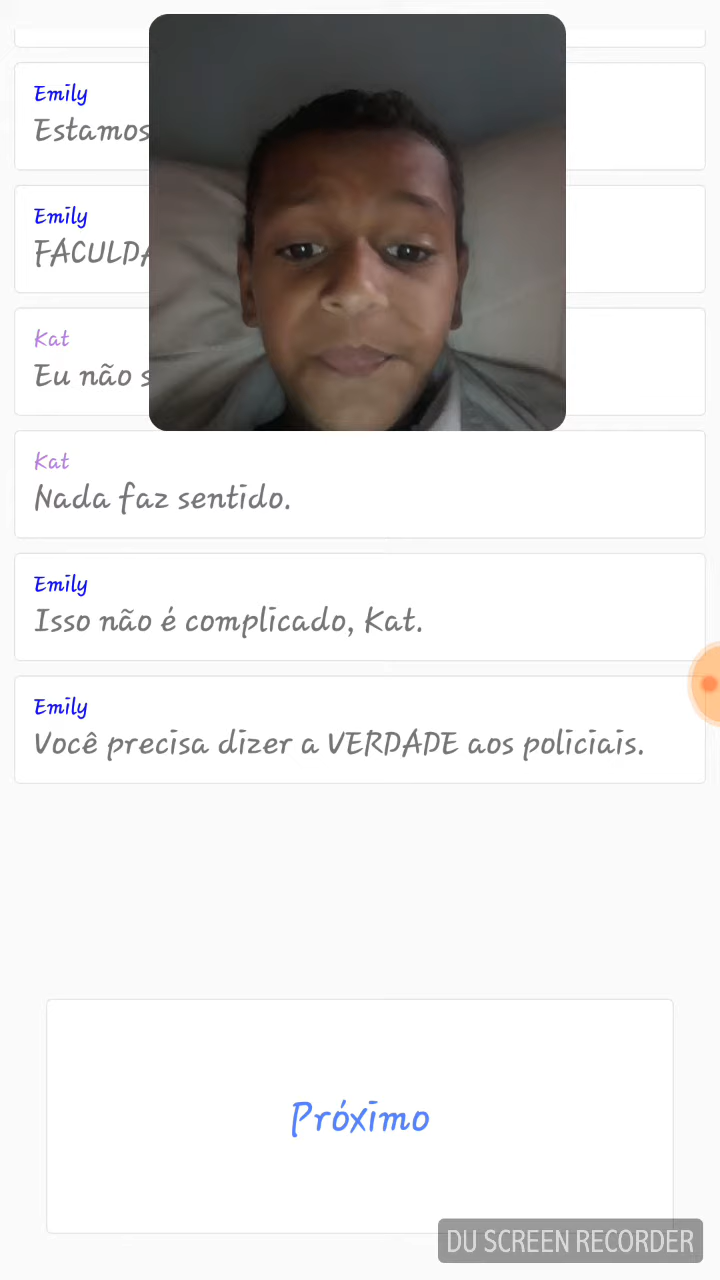 Emily
Estamos
Emily
Kat
Eu não
Kat
Nada faz sentido.
Emily
Isso não é complicado, Kat.
Emily
Você precisa dizer a VERDADE aos policiais.
Próximo
DU SCREEN RECORDER